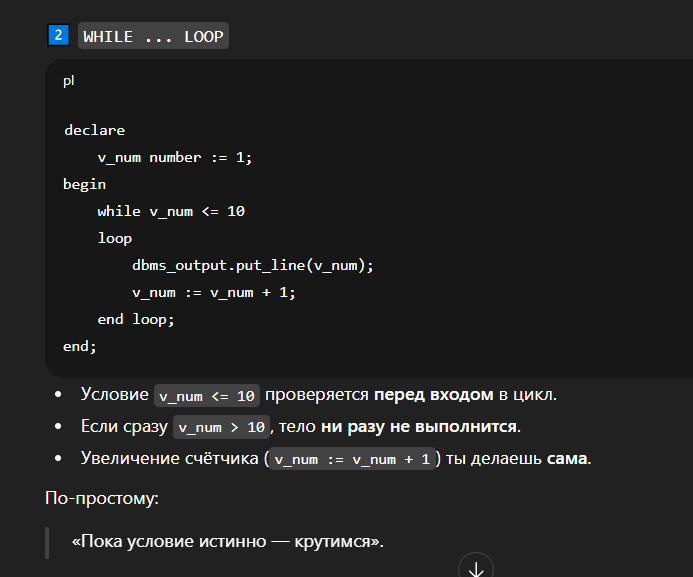 2 WHILE ... LOOP
pl
declare
    v_num number := 1;
begin
    while v_num <= 10
    loop
        dbms_output.put_line(v_num);
        v_num := v_num + 1;
    end loop;
end;
• Условие v_num <= 10 проверяется перед входом в цикл.
• Если сразу v_num > 10, тело ни разу не выполнится.
• Увеличение счётчика (v_num := v_num + 1) ты делаешь сама.
По-простому:
«Пока условие истинно — крутимся».